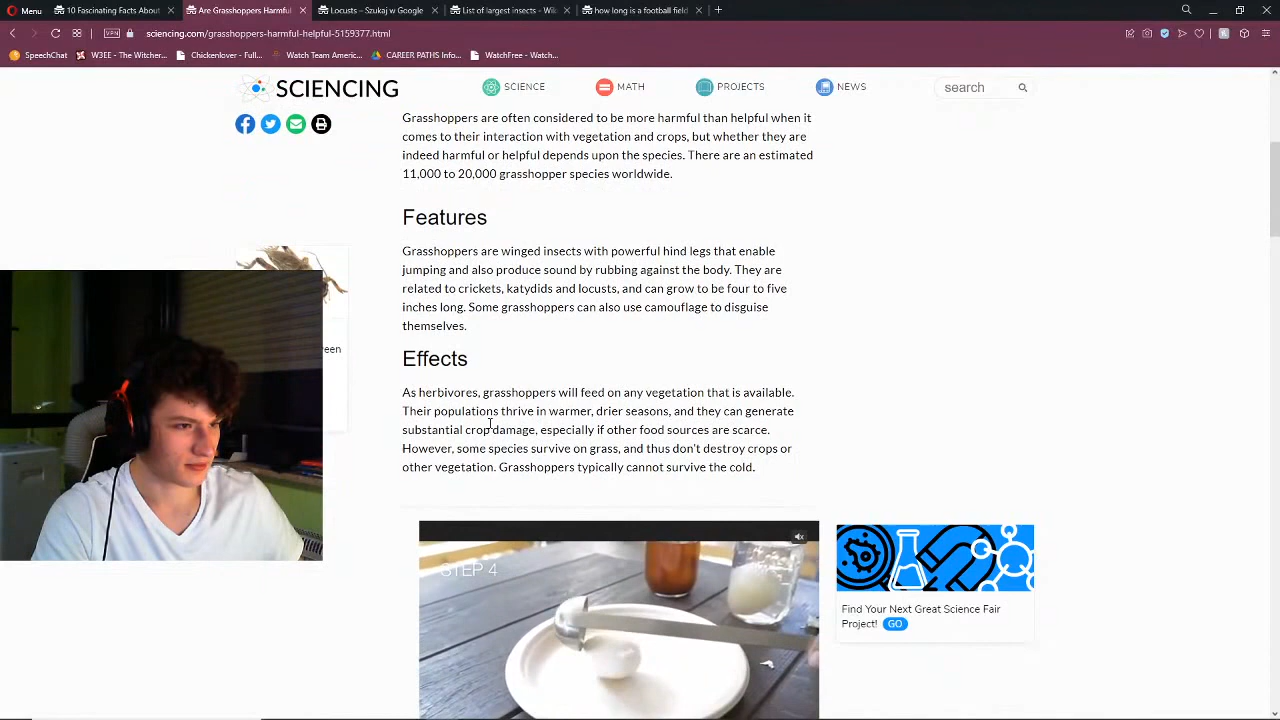 Menu
10 Fascinating Facts About
Are Grasshoppers Harmful
Locusts – Szukaj w Google
List of largest insects - Wiki
how long is a football field
VPN
sciencing.com/grasshoppers-harmful-helpful-5159377.html
SpeechChat
W3EE - The Witcher...
Chickenlover - Full...
Watch Team Americ...
CAREER PATHS Info...
WatchFree - Watch...
SCIENCING
SCIENCE
MATH
PROJECTS
NEWS
search
Grasshoppers are often considered to be more harmful than helpful when it
comes to their interaction with vegetation and crops, but whether they are
indeed harmful or helpful depends upon the species. There are an estimated
11,000 to 20,000 grasshopper species worldwide.
Features
Grasshoppers are winged insects with powerful hind legs that enable
jumping and also produce sound by rubbing against the body. They are
related to crickets, katydids and locusts, and can grow to be four to five
inches long. Some grasshoppers can also use camouflage to disguise
themselves.
Effects
As herbivores, grasshoppers will feed on any vegetation that is available.
Their populations thrive in warmer, drier seasons, and they can generate
substantial crop damage, especially if other food sources are scarce.
However, some species survive on grass, and thus don't destroy crops or
other vegetation. Grasshoppers typically cannot survive the cold.
STEP 4
Find Your Next Great Science Fair
Project! GO